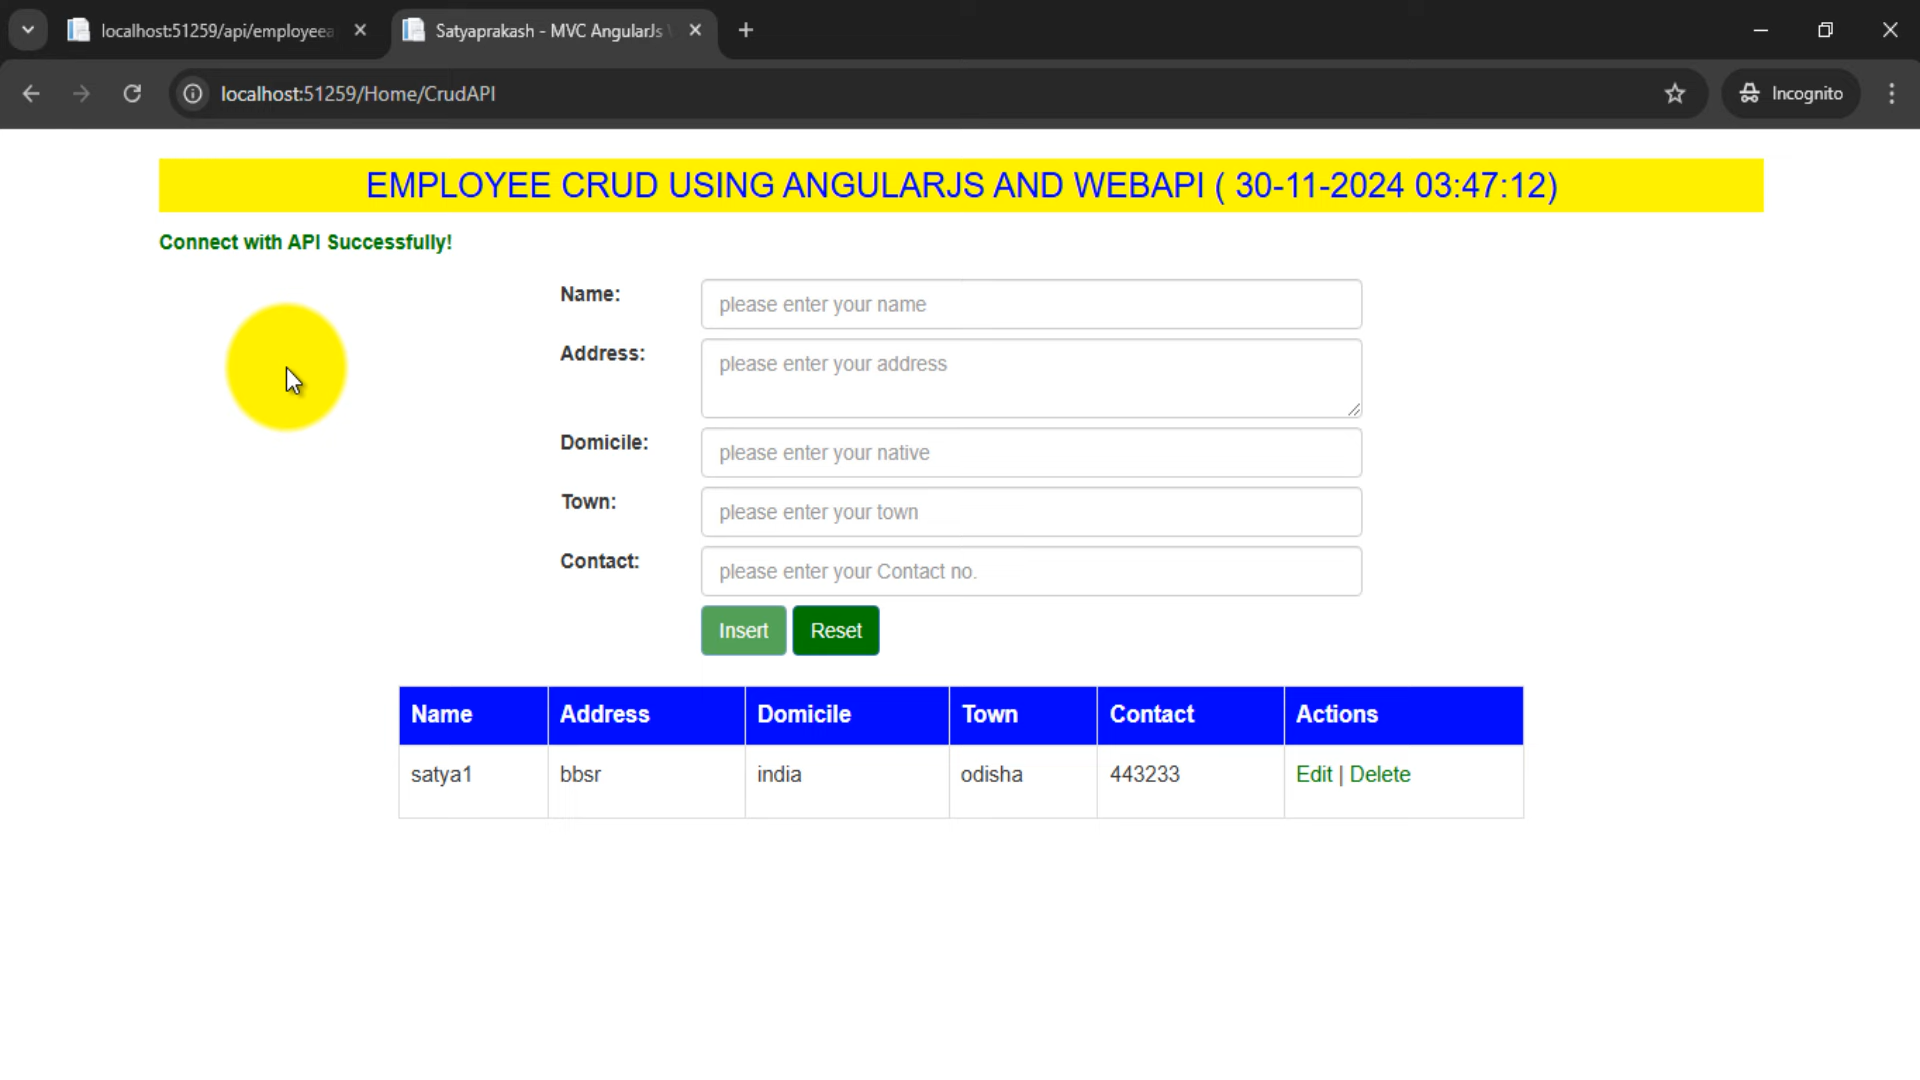 localhost:51259/api/employeea
Satyaprakash - MVC AngularJs
localhost:51259/Home/CrudAPI
Incognito
EMPLOYEE CRUD USING ANGULARJS AND WEBAPI ( 30-11-2024 03:47:12)
Connect with API Successfully!
Name: please enter your name
Address: please enter your address
Domicile: please enter your native
Town: please enter your town
Contact: please enter your Contact no.
Insert Reset
Name Address Domicile Town Contact Actions
satya1 bbsr india odisha 443233 Edit | Delete